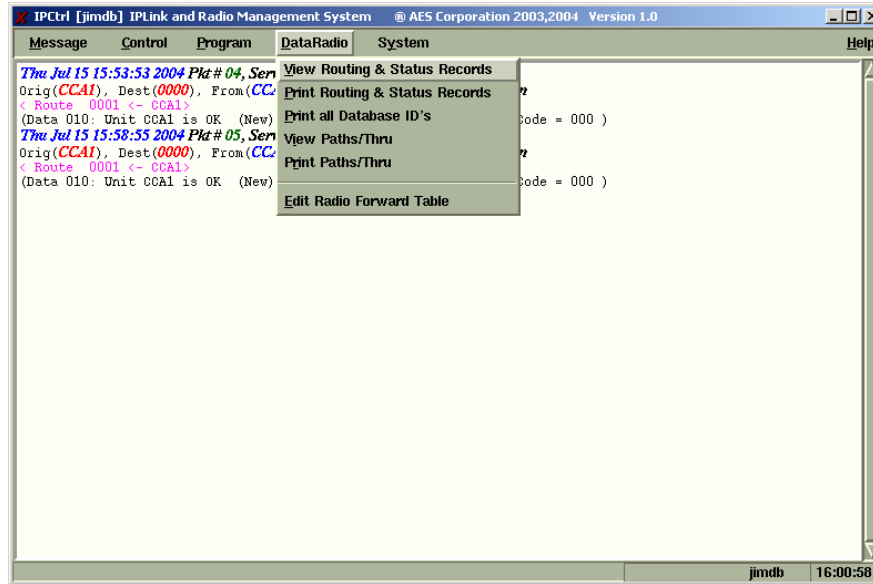 IPCtrl [jimdb] IPLink and Radio Management System ® AES Corporation 2003,2004 Version 1.0
Message Control Program DataRadio System Help
Thu Jul 15 15:53:53 2004 Pkt # 04, Serv
Orig(CCA1), Dest(0000), From(CCA
< Route 0001 <- CCA1>
(Data 010: Unit CCA1 is OK (New) Code = 000 )
Thu Jul 15 15:58:55 2004 Pkt # 05, Serv
Orig(CCA1), Dest(0000), From(CCA
< Route 0001 <- CCA1>
(Data 010: Unit CCA1 is OK (New) Code = 000 )
View Routing & Status Records
Print Routing & Status Records
Print all Database ID's
View Paths/Thru
Print Paths/Thru
Edit Radio Forward Table
jimdb 16:00:58